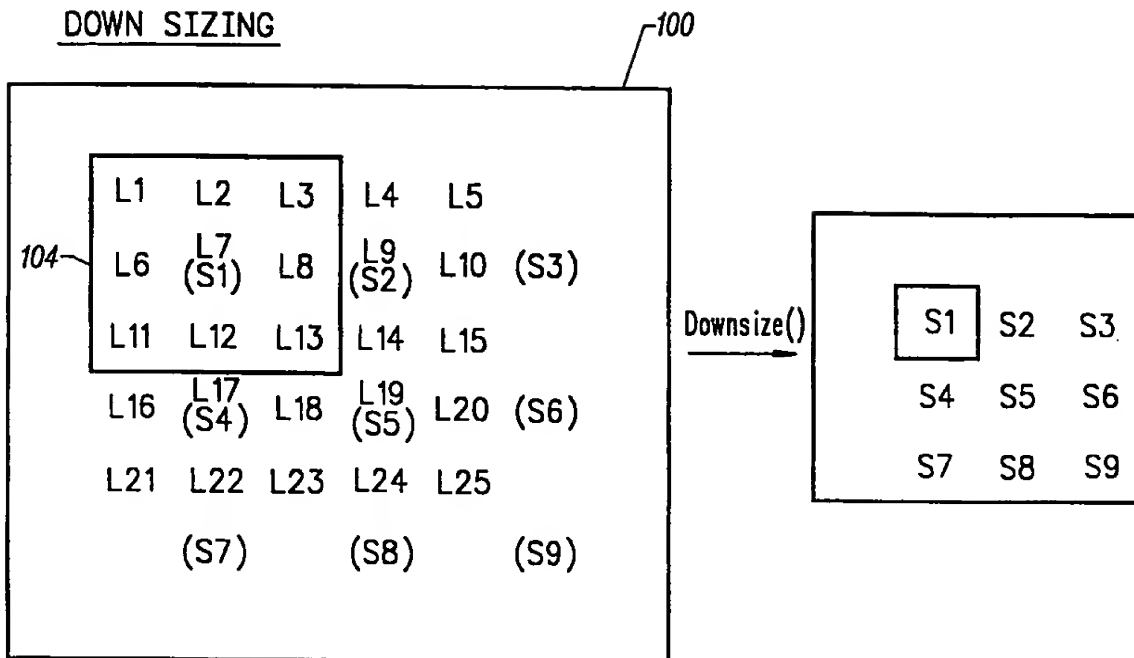 DOWN SIZING
100
L1 L2 L3 L4 L5
104
L6 L7 L8 L9 L10 (S3)
(S1) (S2)
L11 L12 L13 L14 L15
L16 L17 L18 L19 L20 (S6)
(S4) (S5)
L21 L22 L23 L24 L25
(S7) (S8) (S9)
Downsize()
S1 S2 S3
S4 S5 S6
S7 S8 S9